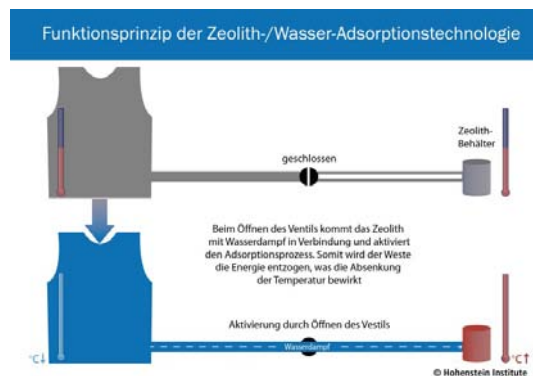 Funktionsprinzip der Zeolith-/Wasser-Adsorptionstechnologie
Zeolith-
Behälter
geschlossen
Beim Öffnen des Ventils kommt das Zeolith
mit Wasserdampf in Verbindung und aktiviert
den Adsorptionsprozess. Somit wird der Weste
die Energie entzogen, was die Absenkung
der Temperatur bewirkt
Aktivierung durch Öffnen des Vestils
Wasserdampf
°C↓
°C↑
© Hohenstein Institute